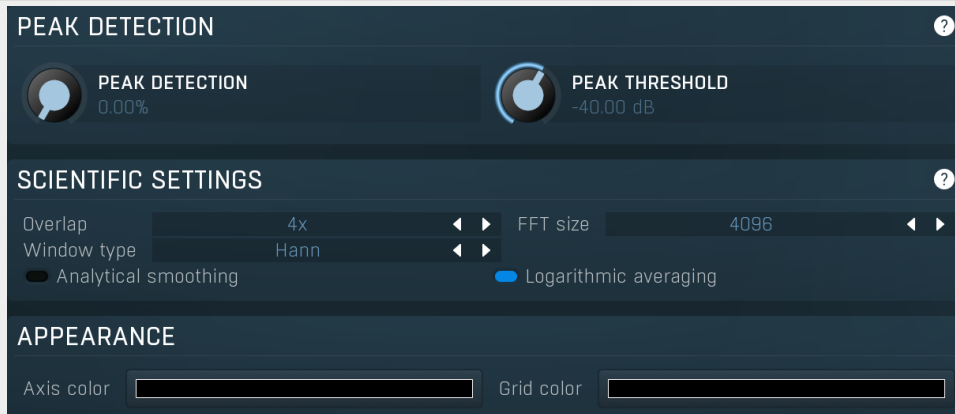 PEAK DETECTION ?
PEAK DETECTION PEAK THRESHOLD
0.00% -40.00 dB
SCIENTIFIC SETTINGS ?
Overlap 4x FFT size 4096
Window type Hann
Analytical smoothing Logarithmic averaging
APPEARANCE
Axis color Grid color